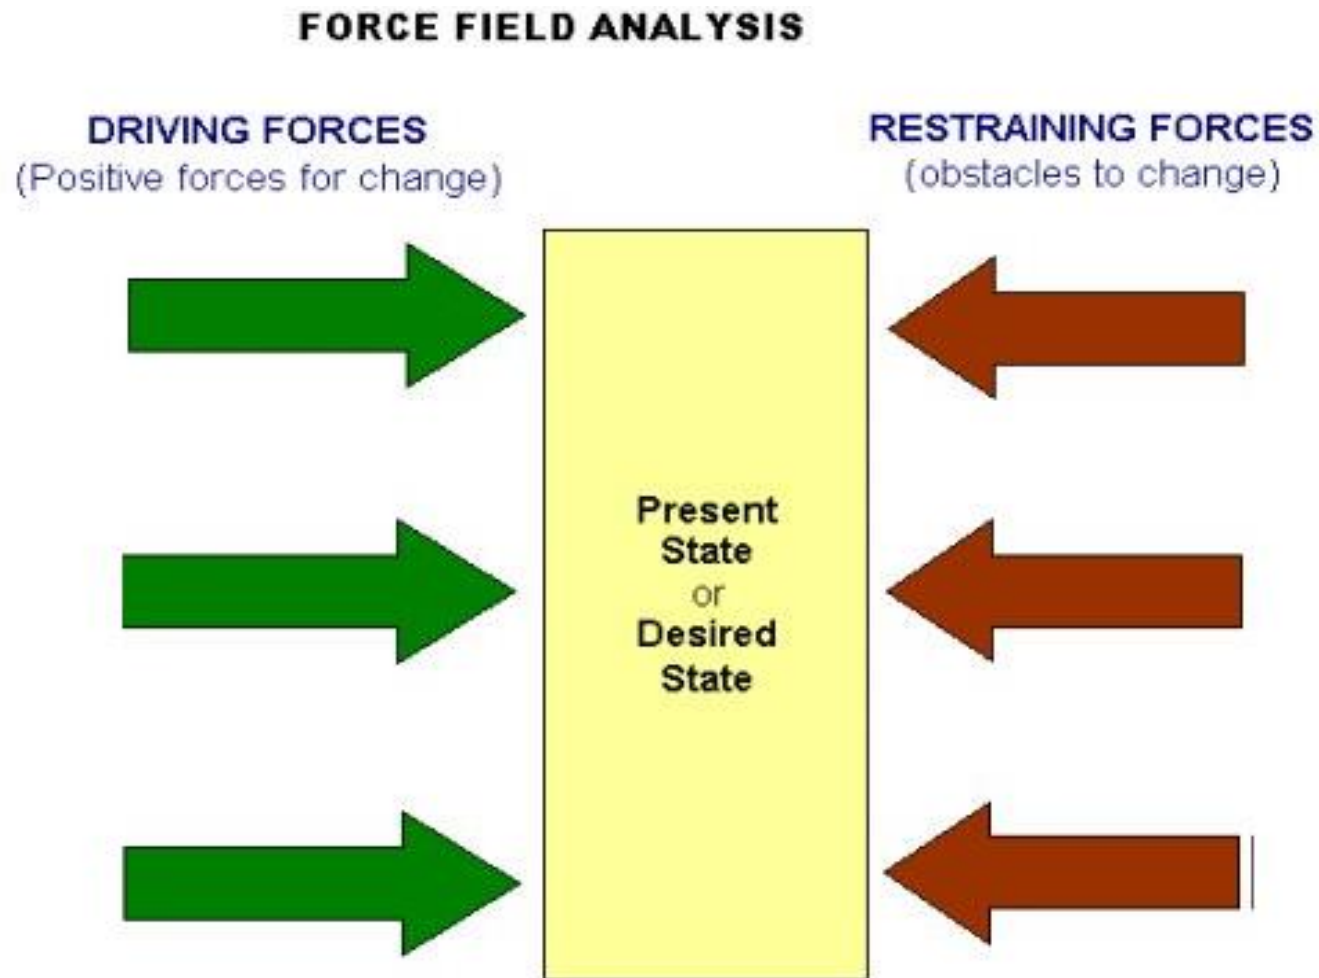 FORCE FIELD ANALYSIS
DRIVING FORCES
(Positive forces for change)
RESTRAINING FORCES
(obstacles to change)
Present
State
or
Desired
State